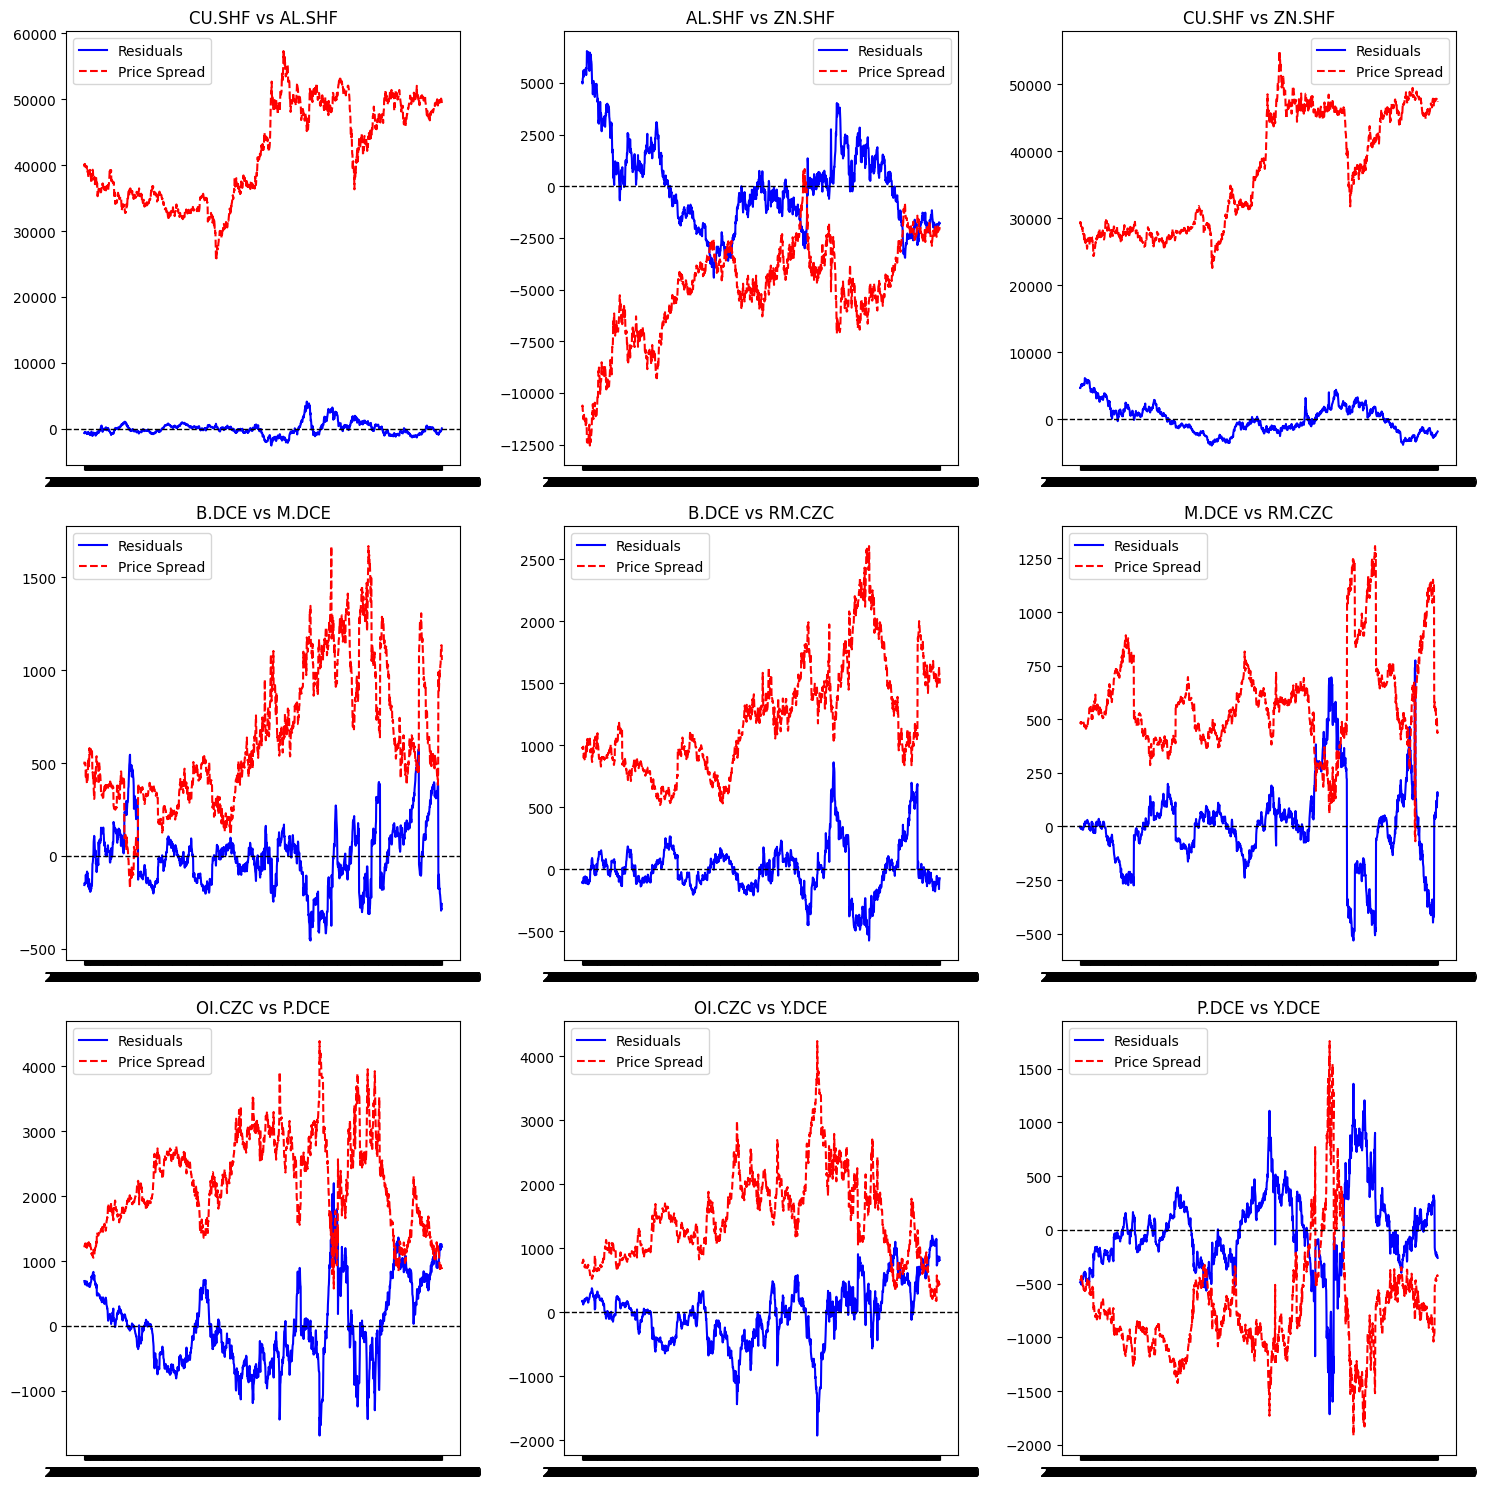 CU.SHF vs AL.SHF
Residuals
Price Spread
60000
50000
40000
30000
20000
10000
0
AL.SHF vs ZN.SHF
Residuals
Price Spread
5000
2500
0
−2500
−5000
−7500
−10000
−12500
CU.SHF vs ZN.SHF
Residuals
Price Spread
50000
40000
30000
20000
10000
0
B.DCE vs M.DCE
Residuals
Price Spread
1500
1000
500
0
−500
B.DCE vs RM.CZC
Residuals
Price Spread
2500
2000
1500
1000
500
0
−500
M.DCE vs RM.CZC
Residuals
Price Spread
1250
1000
750
500
250
0
−250
−500
OI.CZC vs P.DCE
Residuals
Price Spread
4000
3000
2000
1000
0
−1000
OI.CZC vs Y.DCE
Residuals
Price Spread
4000
3000
2000
1000
0
−1000
−2000
P.DCE vs Y.DCE
Residuals
Price Spread
1500
1000
500
0
−500
−1000
−1500
−2000